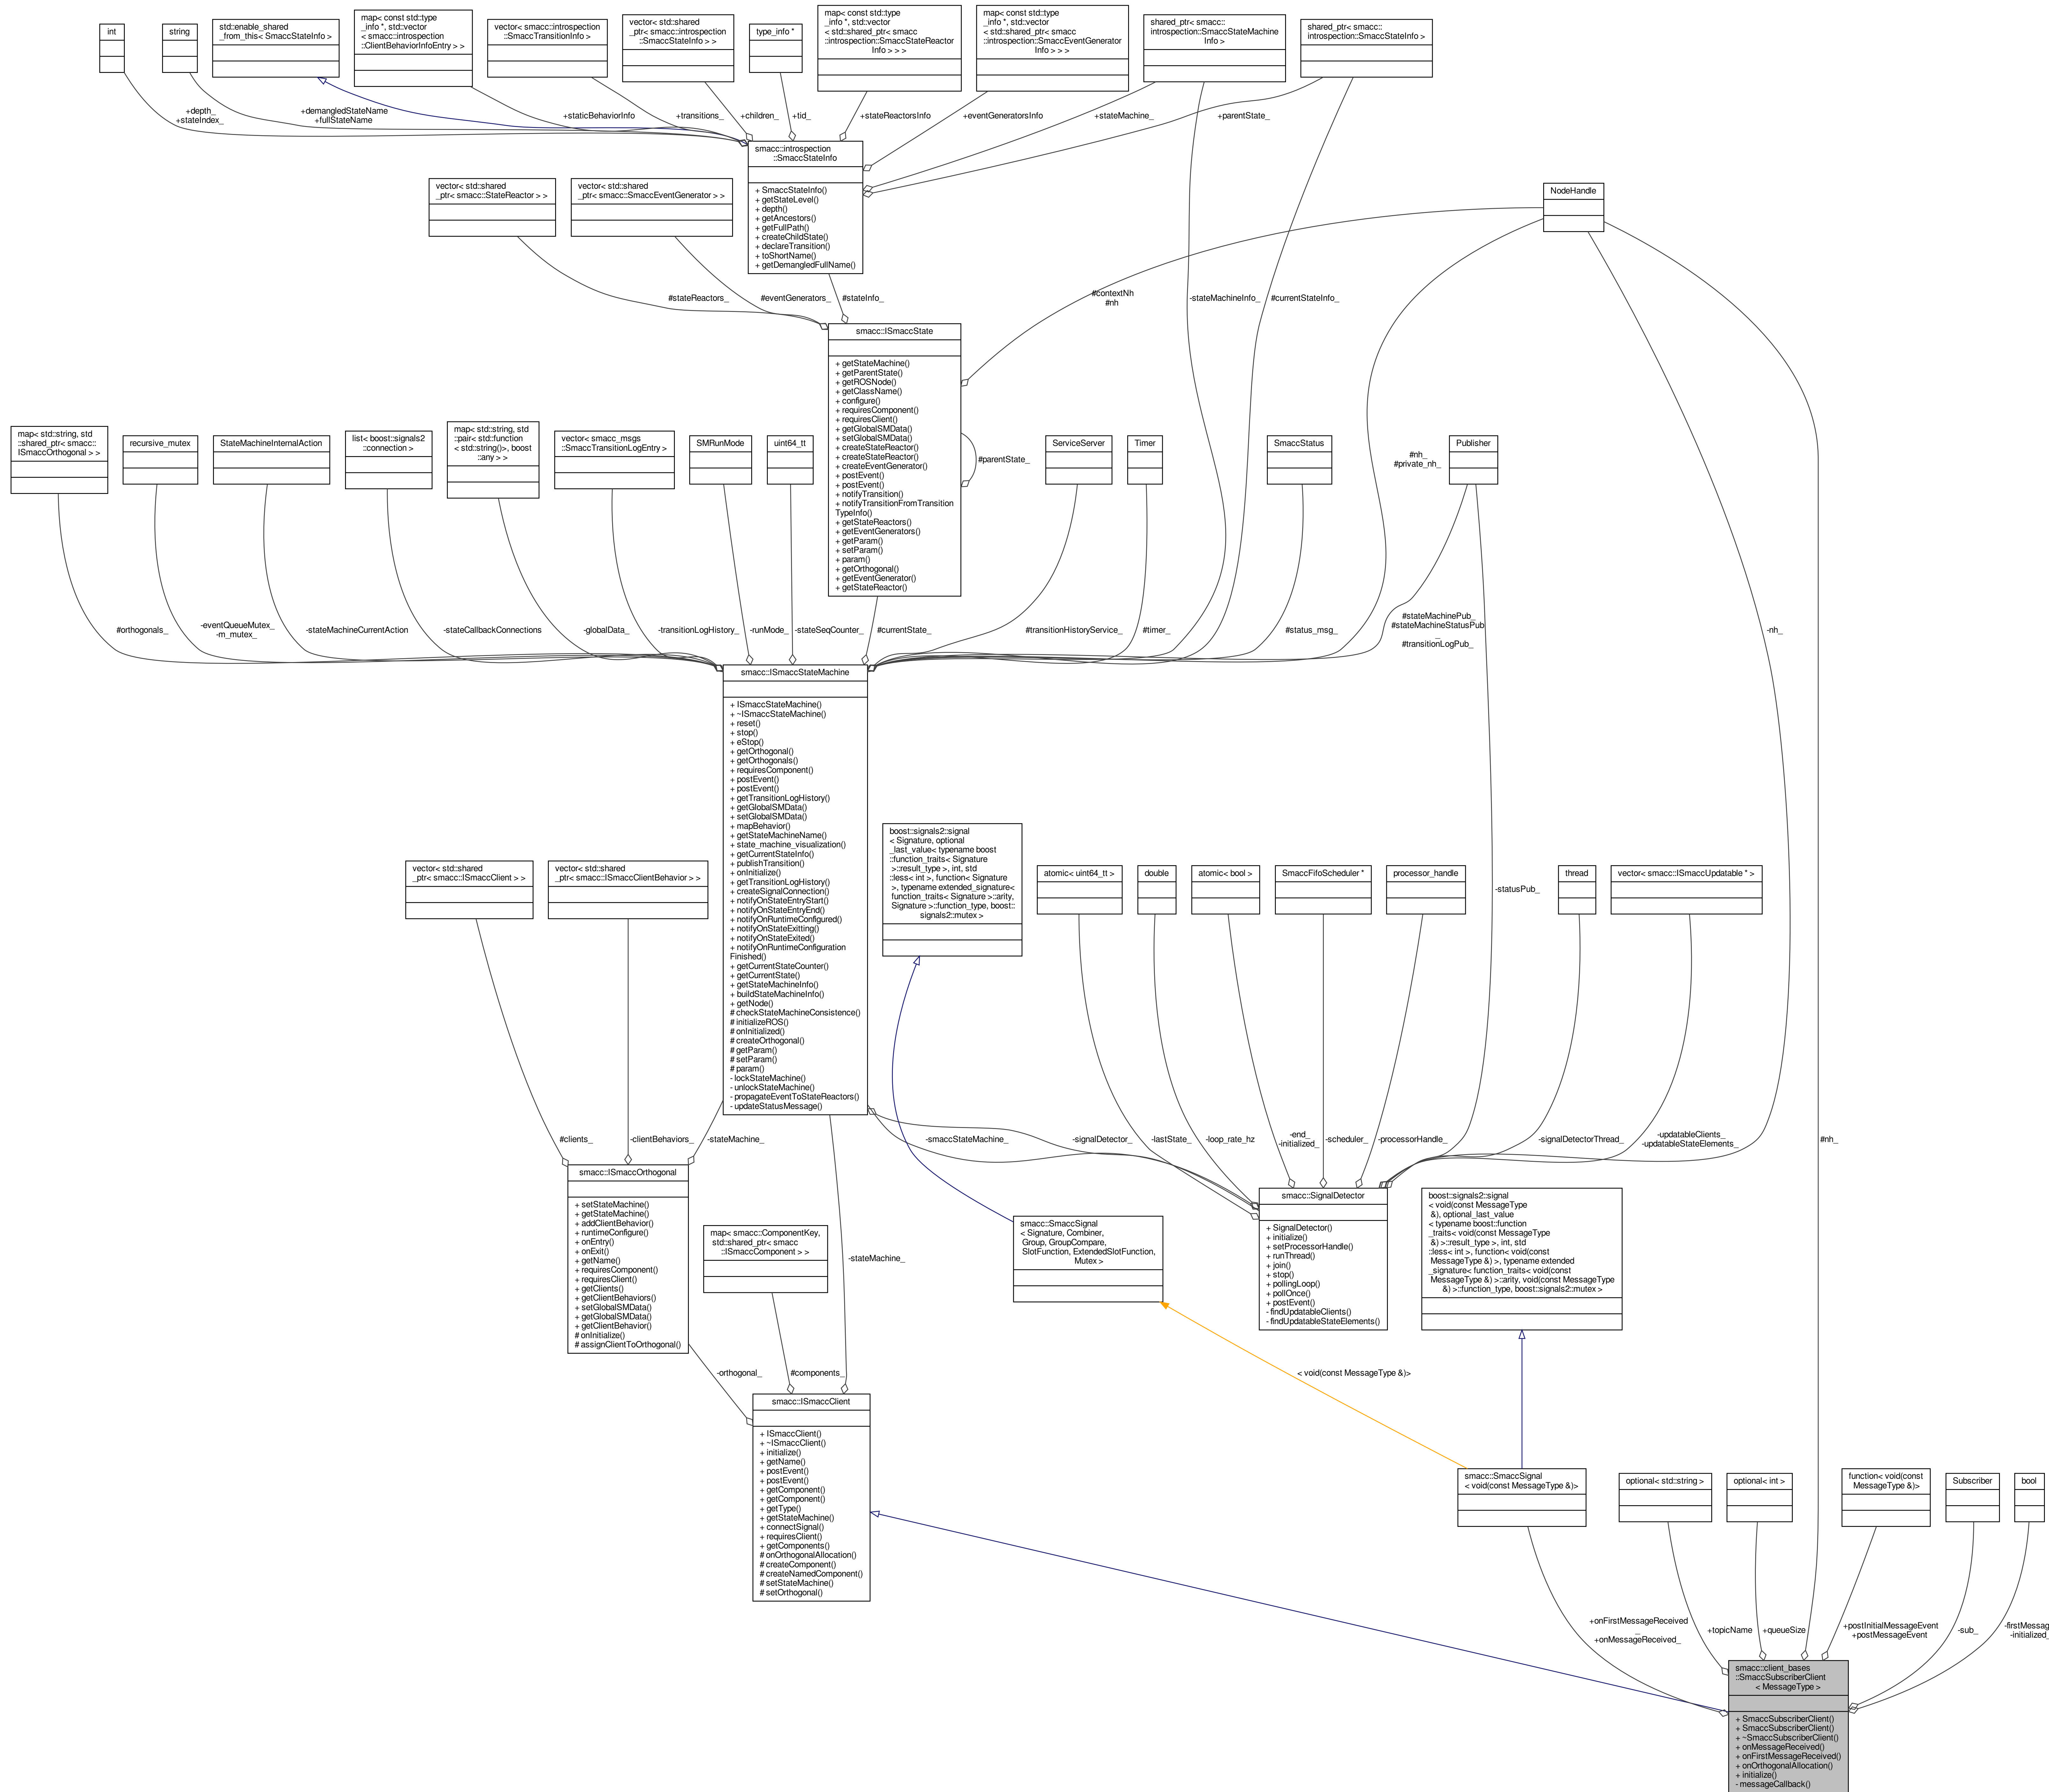 int
string
std::enable_shared
_from_this< SmaccStateInfo >
map< const std::type
_info *, std::vector
< smacc::introspection
::ClientBehaviorInfoEntry > >
vector< smacc::introspection
::SmaccTransitionInfo >
vector< std::shared
_ptr< smacc::introspection
::SmaccStateInfo > >
type_info *
map< const std::type
_info *, std::vector
< std::shared_ptr< smacc
::introspection::SmaccStateReactor
Info > > >
map< const std::type
_info *, std::vector
< std::shared_ptr< smacc
::introspection::SmaccEventGenerator
Info > > >
shared_ptr< smacc::
introspection::SmaccStateMachine
Info >
shared_ptr< smacc::
introspection::SmaccStateInfo >
+depth_
+stateIndex_
+demangledStateName
+fullStateName
+staticBehaviorInfo
+transitions_
+children_
+tid_
+stateReactorsInfo
+eventGeneratorsInfo
+stateMachine_
+parentState_
smacc::introspection
::SmaccStateInfo
+ SmaccStateInfo()
+ getStateLevel()
+ depth()
+ getAncestors()
+ getFullPath()
+ createChildState()
+ declareTransition()
+ toShortName()
+ getDemangledFullName()
vector< std::shared
_ptr< smacc::StateReactor > >
vector< std::shared
_ptr< smacc::SmaccEventGenerator > >
NodeHandle
#stateReactors_
#eventGenerators_
#stateInfo_
#contextNh
#nh
-stateMachineInfo_
#currentStateInfo_
smacc::ISmaccState
+ getStateMachine()
+ getParentState()
+ getROSNode()
+ getClassName()
+ configure()
+ requiresComponent()
+ requiresClient()
+ getGlobalSMData()
+ setGlobalSMData()
+ createStateReactor()
+ createStateReactor()
+ createEventGenerator()
+ postEvent()
+ postEvent()
+ notifyTransition()
+ notifyTransitionFromTransition
TypeInfo()
+ getStateReactors()
+ getEventGenerators()
+ getParam()
+ setParam()
+ param()
+ getOrthogonal()
+ getEventGenerator()
+ getStateReactor()
#parentState_
map< std::string, std
::shared_ptr< smacc::
ISmaccOrthogonal > >
recursive_mutex
StateMachineInternalAction
list< boost::signals2
::connection >
map< std::string, std
::pair< std::function
< std::string()>, boost
::any > >
vector< smacc_msgs
::SmaccTransitionLogEntry >
SMRunMode
uint64_tt
ServiceServer
Timer
SmaccStatus
#nh_
#private_nh_
Publisher
#orthogonals_
-eventQueueMutex_
-m_mutex_
-stateMachineCurrentAction
-stateCallbackConnections
-globalData_
-transitionLogHistory_
-runMode_
-stateSeqCounter_
#currentState_
#transitionHistoryService_
#timer_
#status_msg_
#stateMachinePub_
#stateMachineStatusPub
_
#transitionLogPub_
-nh_
smacc::ISmaccStateMachine
+ ISmaccStateMachine()
+ ~ISmaccStateMachine()
+ reset()
+ stop()
+ eStop()
+ getOrthogonal()
+ getOrthogonals()
+ requiresComponent()
+ postEvent()
+ postEvent()
+ getTransitionLogHistory()
+ getGlobalSMData()
+ setGlobalSMData()
+ mapBehavior()
+ getStateMachineName()
+ state_machine_visualization()
+ getCurrentStateInfo()
+ publishTransition()
+ onInitialize()
+ getTransitionLogHistory()
+ createSignalConnection()
+ notifyOnStateEntryStart()
+ notifyOnStateEntryEnd()
+ notifyOnRuntimeConfigured()
+ notifyOnStateExitting()
+ notifyOnStateExited()
+ notifyOnRuntimeConfiguration
Finished()
+ getCurrentStateCounter()
+ getCurrentState()
+ getStateMachineInfo()
+ buildStateMachineInfo()
+ getNode()
# checkStateMachineConsistence()
# initializeROS()
# onInitialized()
# createOrthogonal()
# getParam()
# setParam()
# param()
- lockStateMachine()
- unlockStateMachine()
- propagateEventToStateReactors()
- updateStatusMessage()
vector< std::shared
_ptr< smacc::ISmaccClient > >
vector< std::shared
_ptr< smacc::ISmaccClientBehavior > >
boost::signals2::signal
< Signature, optional
_last_value< typename boost
::function_traits< Signature
>::result_type >, int, std
::less< int >, function< Signature
>, typename extended_signature<
function_traits< Signature >::arity,
Signature >::function_type, boost::
signals2::mutex >
atomic< uint64_tt >
double
atomic< bool >
SmaccFifoScheduler *
processor_handle
-statusPub_
thread
vector< smacc::ISmaccUpdatable * >
#clients_
-clientBehaviors_
-stateMachine_
-smaccStateMachine_
-signalDetector_
-lastState_
-loop_rate_hz
-end_
-initialized_
-scheduler_
-processorHandle_
-signalDetectorThread_
-updatableClients_
-updatableStateElements_
#nh_
smacc::ISmaccOrthogonal
+ setStateMachine()
+ getStateMachine()
+ addClientBehavior()
+ runtimeConfigure()
+ onEntry()
+ onExit()
+ getName()
+ requiresComponent()
+ requiresClient()
+ getClients()
+ getClientBehaviors()
+ setGlobalSMData()
+ getGlobalSMData()
+ getClientBehavior()
# onInitialize()
# assignClientToOrthogonal()
map< smacc::ComponentKey,
std::shared_ptr< smacc
::ISmaccComponent > >
-stateMachine_
smacc::SmaccSignal
< Signature, Combiner,
Group, GroupCompare,
SlotFunction, ExtendedSlotFunction,
Mutex >
smacc::SignalDetector
+ SignalDetector()
+ initialize()
+ setProcessorHandle()
+ runThread()
+ join()
+ stop()
+ pollingLoop()
+ pollOnce()
+ postEvent()
- findUpdatableClients()
- findUpdatableStateElements()
boost::signals2::signal
< void(const MessageType
&), optional_last_value
< typename boost::function
_traits< void(const MessageType
&) >::result_type >, int, std
::less< int >, function< void(const
MessageType &) >, typename extended
_signature< function_traits< void(const
MessageType &) >::arity, void(const MessageType
&) >::function_type, boost::signals2::mutex >
-orthogonal_
#components_
< void(const MessageType &)>
smacc::ISmaccClient
+ ISmaccClient()
+ ~ISmaccClient()
+ initialize()
+ getName()
+ postEvent()
+ postEvent()
+ getComponent()
+ getComponent()
+ getType()
+ getStateMachine()
+ connectSignal()
+ requiresClient()
+ getComponents()
# onOrthogonalAllocation()
# createComponent()
# createNamedComponent()
# setStateMachine()
# setOrthogonal()
smacc::SmaccSignal
< void(const MessageType &)>
optional< std::string >
optional< int >
function< void(const
MessageType &)>
Subscriber
bool
+onFirstMessageReceived
_
+onMessageReceived_
+topicName
+queueSize
+postInitialMessageEvent
+postMessageEvent
-sub_
-firstMessag
-initialized_
smacc::client_bases
::SmaccSubscriberClient
< MessageType >
+ SmaccSubscriberClient()
+ SmaccSubscriberClient()
+ ~SmaccSubscriberClient()
+ onMessageReceived()
+ onFirstMessageReceived()
+ onOrthogonalAllocation()
+ initialize()
- messageCallback()